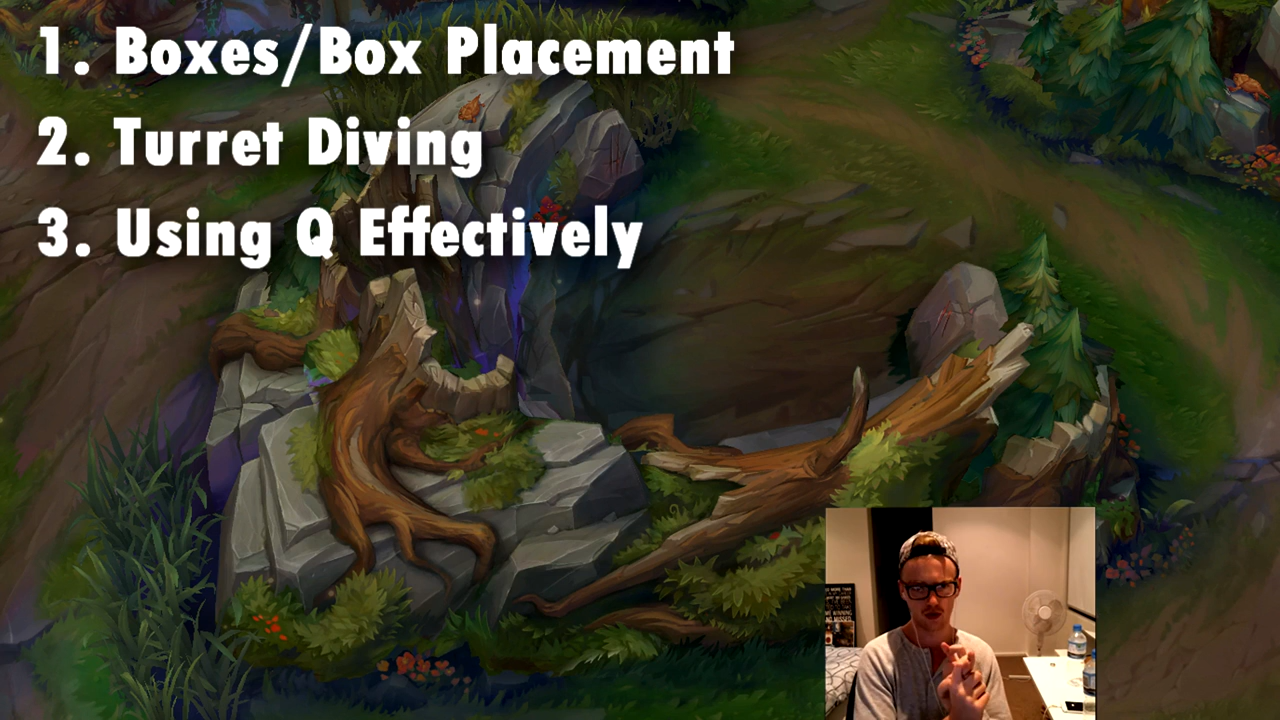 1. Boxes/Box Placement
2. Turret Diving
3. Using Q Effectively